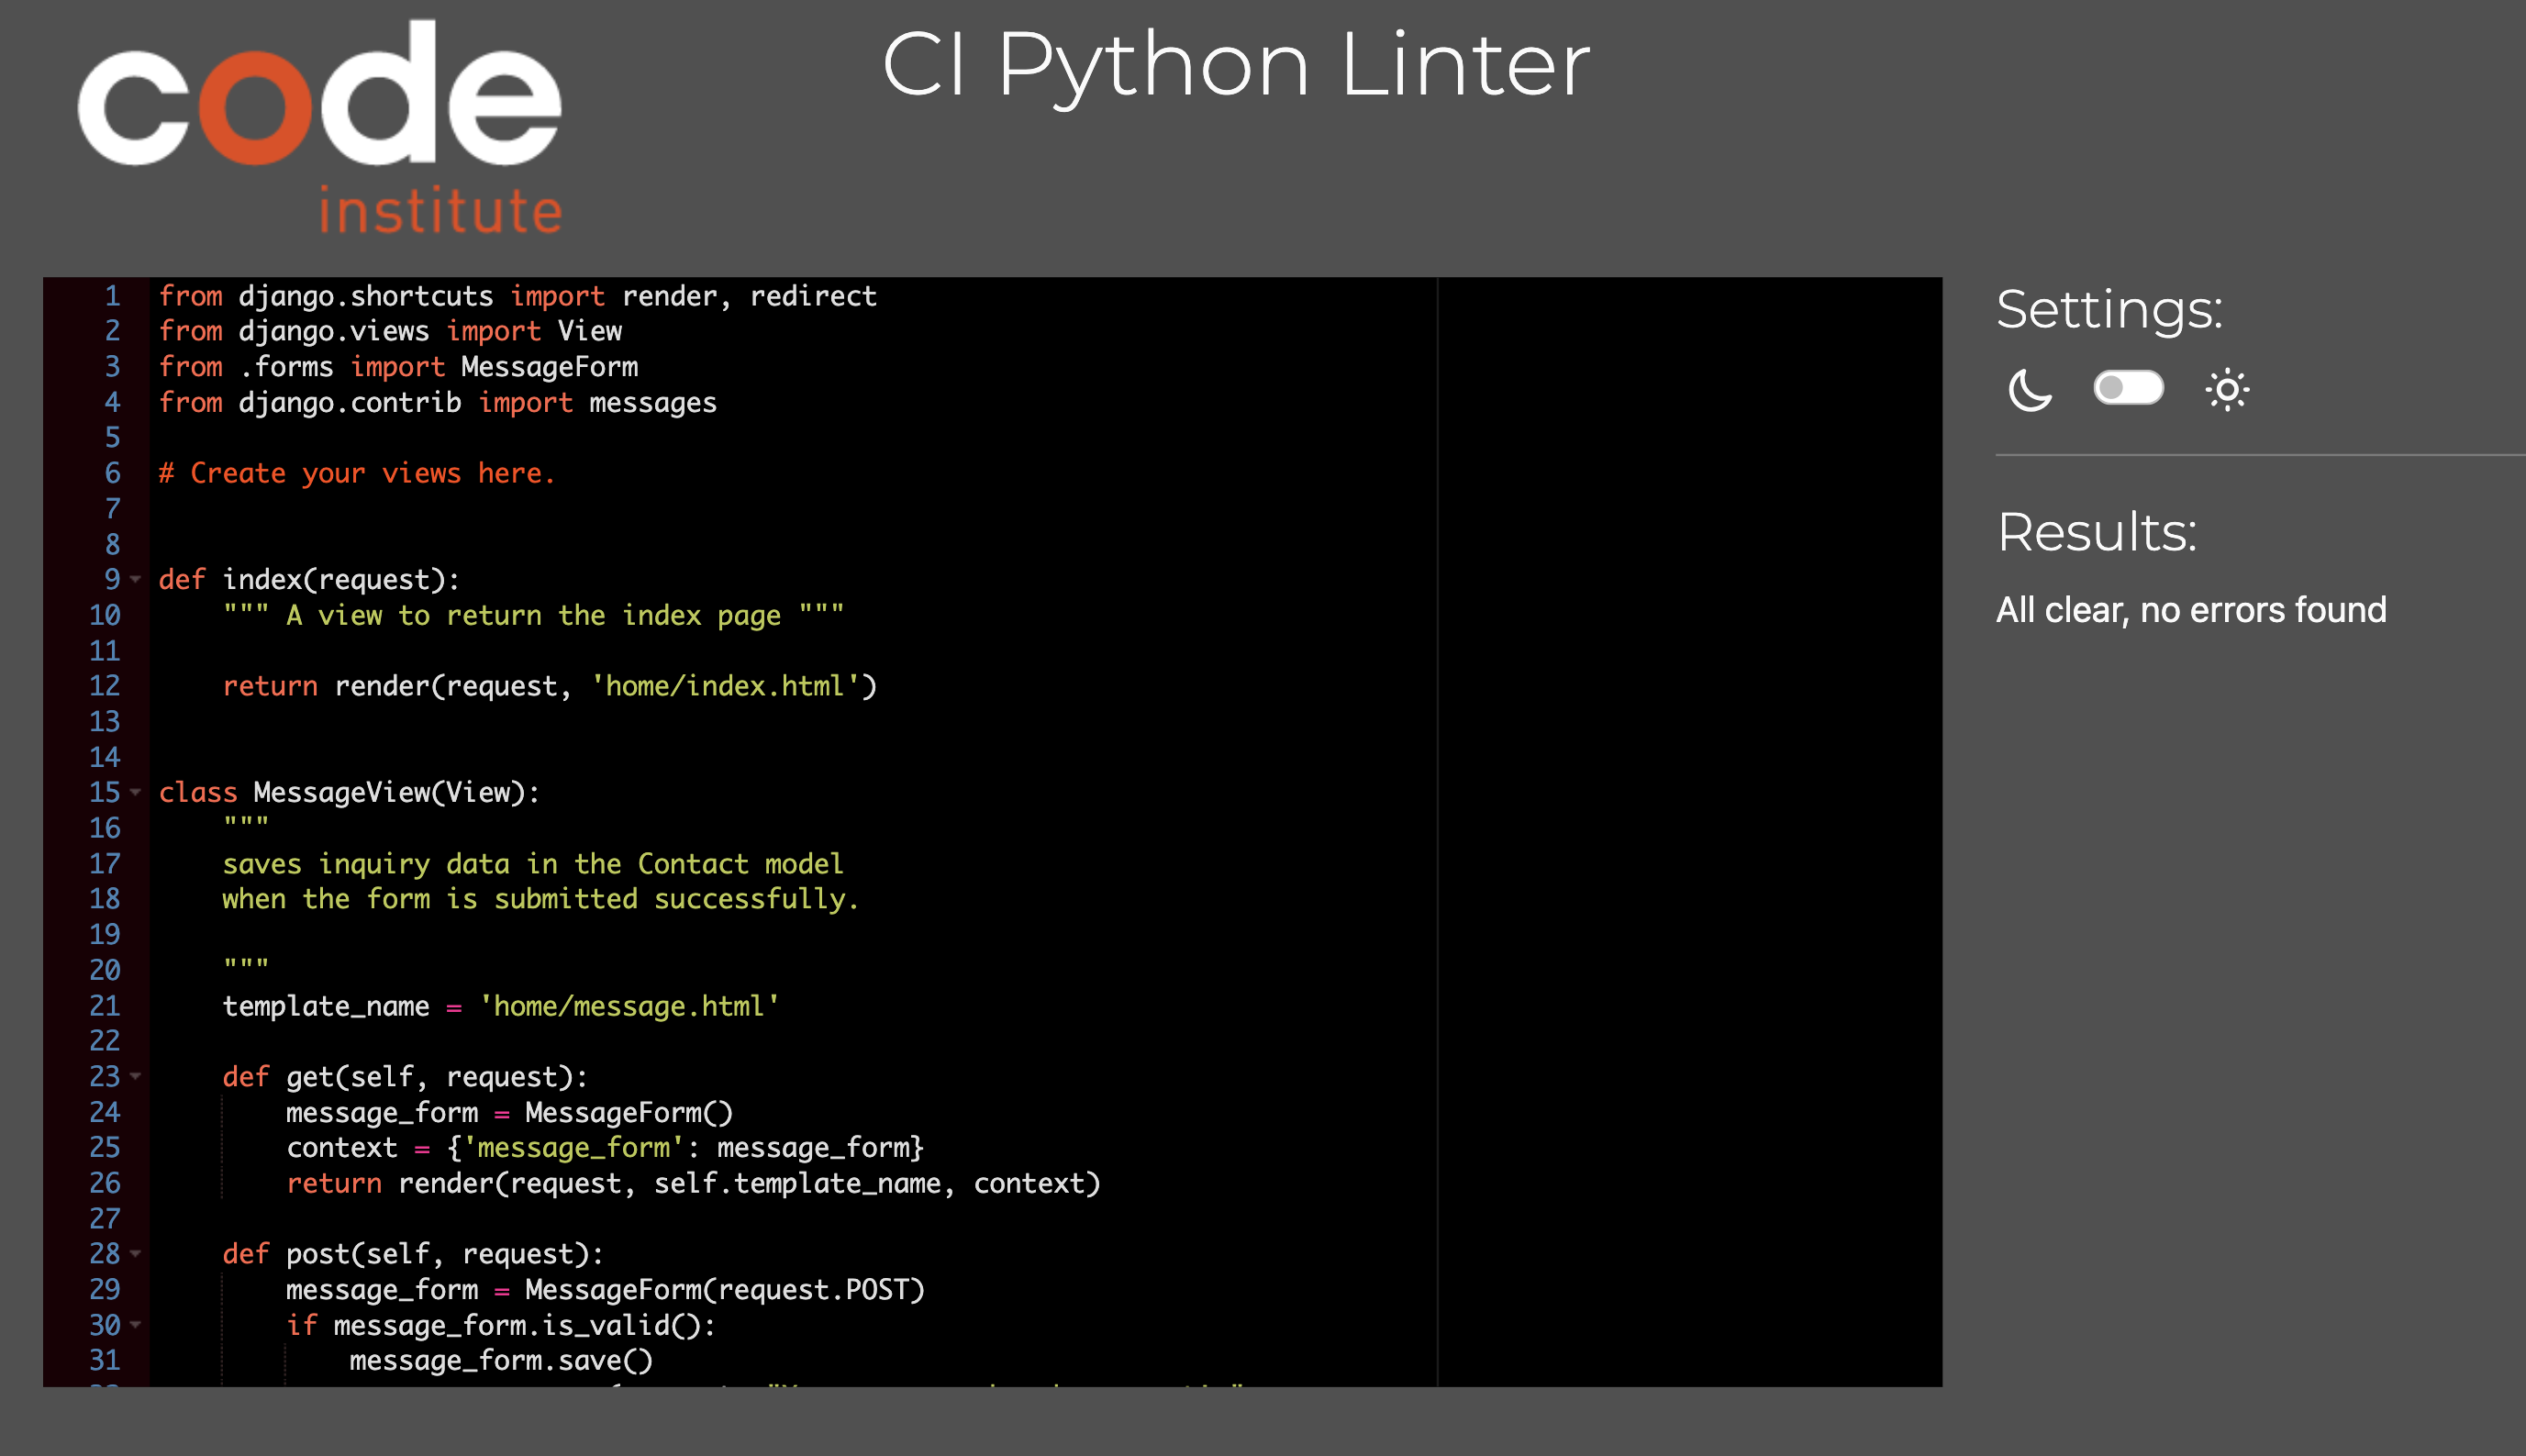 code
institute
CI Python Linter
1 from django.shortcuts import render, redirect
2 from django.views import View
3 from .forms import MessageForm
4 from django.contrib import messages
5
6 # Create your views here.
7
8
9 def index(request):
10     """ A view to return the index page """
11
12     return render(request, 'home/index.html')
13
14
15 class MessageView(View):
16     """
17     saves inquiry data in the Contact model
18     when the form is submitted successfully.
19
20     """
21     template_name = 'home/message.html'
22
23     def get(self, request):
24         message_form = MessageForm()
25         context = {'message_form': message_form}
26         return render(request, self.template_name, context)
27
28     def post(self, request):
29         message_form = MessageForm(request.POST)
30         if message_form.is_valid():
31             message_form.save()
Settings:
Results:
All clear, no errors found